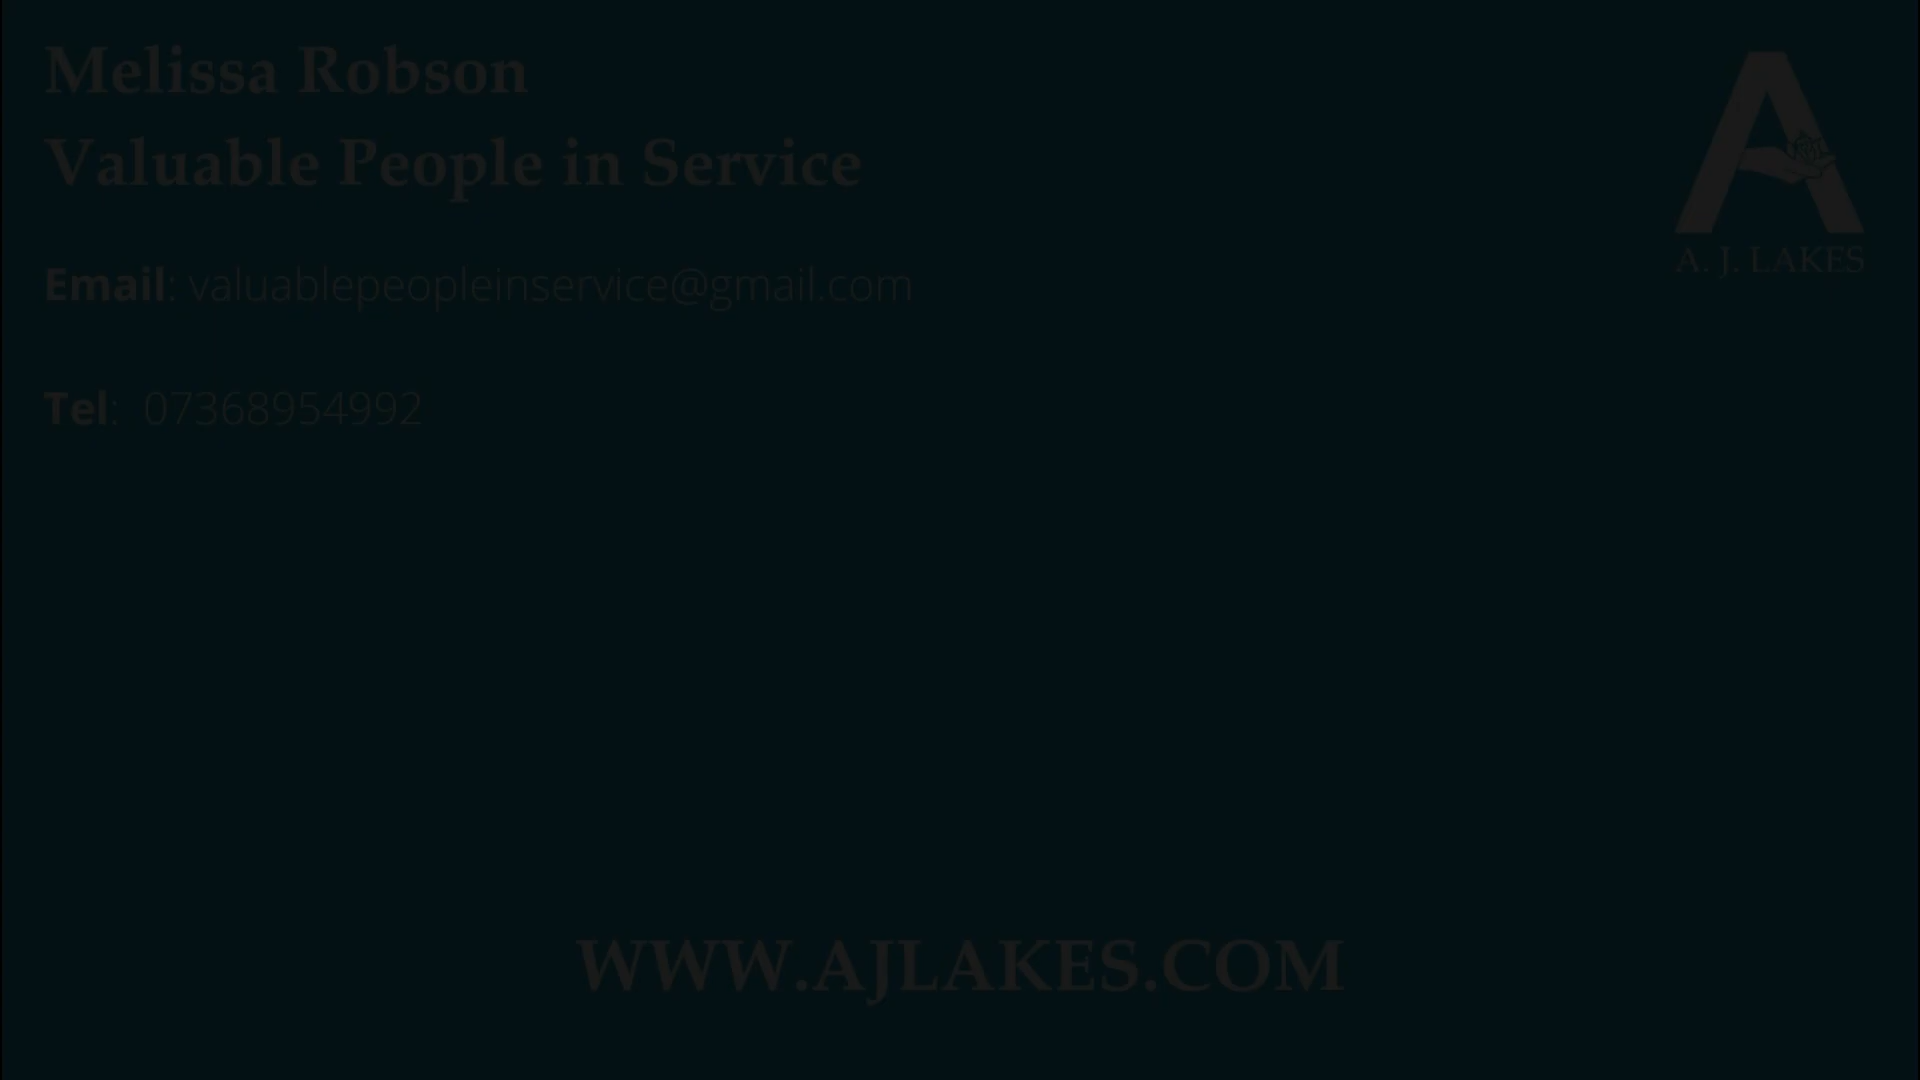 Melissa Robson
Valuable People in Service
Email: valuablepeopleinservice@gmail.com
Tel: 07368954992
A. J. LAKES
WWW.AJLAKES.COM